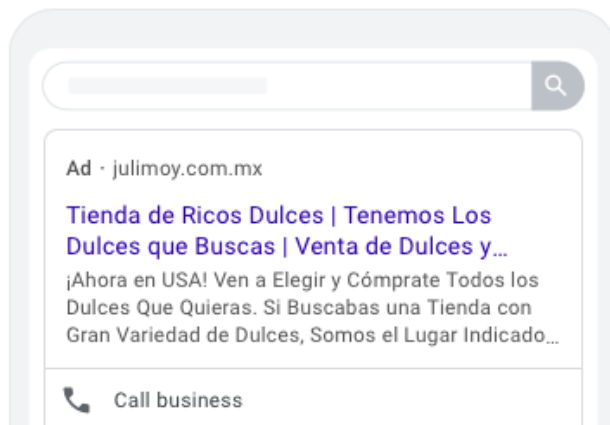 Ad · julimoy.com.mx
Tienda de Ricos Dulces | Tenemos Los
Dulces que Buscas | Venta de Dulces y...
¡Ahora en USA! Ven a Elegir y Cómprate Todos los
Dulces Que Quieras. Si Buscabas una Tienda con
Gran Variedad de Dulces, Somos el Lugar Indicado...
Call business